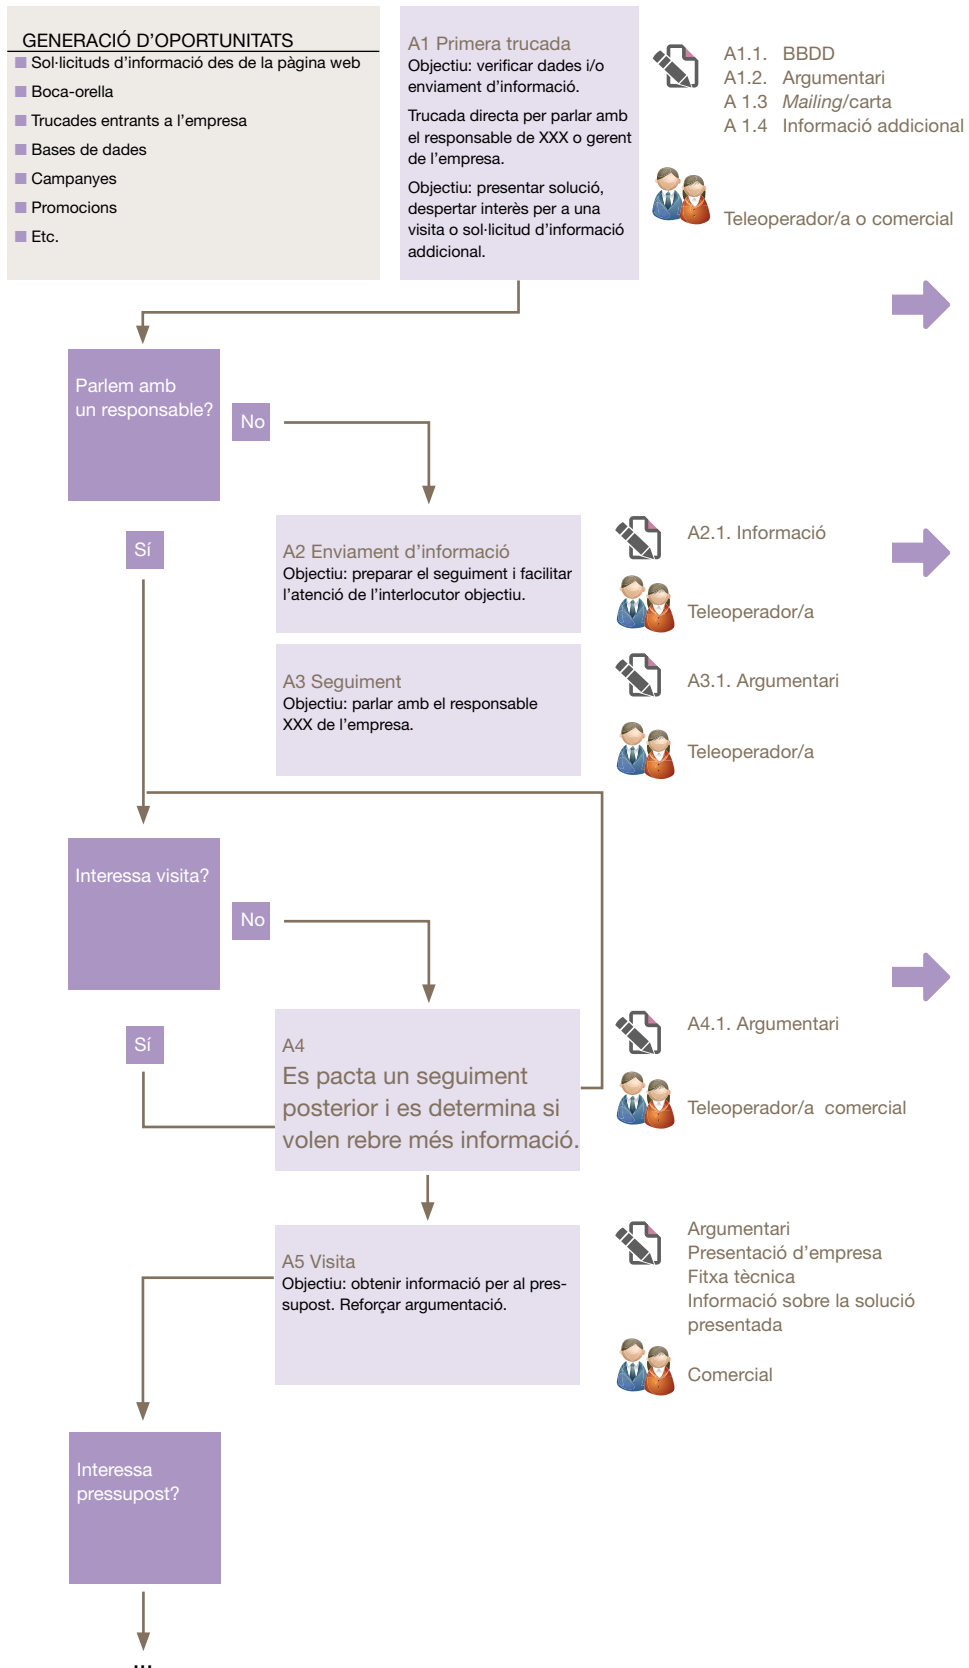 GENERACIÓ D’OPORTUNITATS
Sol·licituds d’informació des de la pàgina web
Boca-orella
Trucades entrants a l’empresa
Bases de dades
Campanyes
Promocions
Etc.
A1 Primera trucada
Objectiu: verificar dades i/o
enviament d’informació.
Trucada directa per parlar amb
el responsable de XXX o gerent
de l’empresa.
Objectiu: presentar solució,
despertar interès per a una
visita o sol·licitud d’informació
addicional.
A1.1. BBDD
A1.2. Argumentari
A 1.3 Mailing/carta
A 1.4 Informació addicional
Teleoperador/a o comercial
Parlem amb
un responsable?
No
Sí
A2 Enviament d’informació
Objectiu: preparar el seguiment i facilitar
l’atenció de l’interlocutor objectiu.
A2.1. Informació
Teleoperador/a
A3 Seguiment
Objectiu: parlar amb el responsable
XXX de l’empresa.
A3.1. Argumentari
Teleoperador/a
Interessa visita?
No
Sí
A4
Es pacta un seguiment
posterior i es determina si
volen rebre més informació.
A4.1. Argumentari
Teleoperador/a comercial
A5 Visita
Objectiu: obtenir informació per al pres-
supost. Reforçar argumentació.
Argumentari
Presentació d’empresa
Fitxa tècnica
Informació sobre la solució
presentada
Comercial
Interessa
pressupost?
...